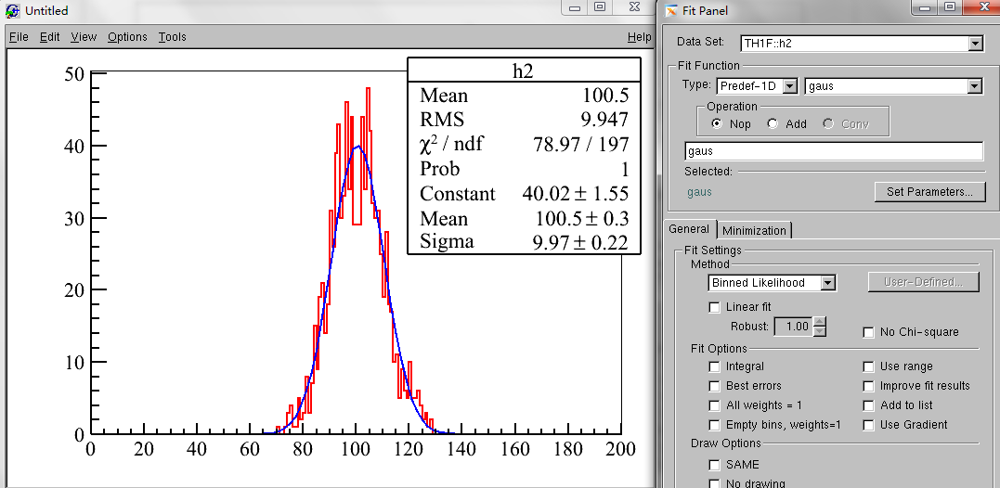 Untitled
File Edit View Options Tools Help
50
40
30
20
10
0
0 20 40 60 80 100 120 140 160 180 200
h2
Mean 100.5
RMS 9.947
χ² / ndf 78.97 / 197
Prob 1
Constant 40.02 ± 1.55
Mean 100.5 ± 0.3
Sigma 9.97 ± 0.22
Fit Panel
Data Set: TH1F::h2
Fit Function
Type: Predef-1D gaus
Operation
Nop Add Conv
gaus
Selected:
gaus Set Parameters...
General Minimization
Fit Settings
Method
Binned Likelihood User-Defined...
Linear fit
Robust: 1.00 No Chi-square
Fit Options
Integral Use range
Best errors Improve fit results
All weights = 1 Add to list
Empty bins, weights=1 Use Gradient
Draw Options
SAME
No drawing